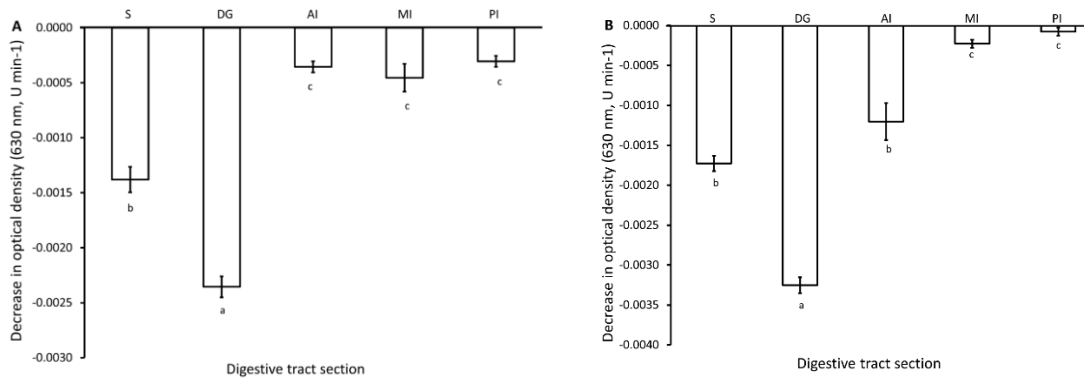 A S DG AI MI PI
0.0000
-0.0005
-0.0010
-0.0015
-0.0020
-0.0025
-0.0030
Decrease in optical density (630 nm, U min-1)
c c c
b
a
Digestive tract section
B S DG AI MI PI
0.0000
-0.0005
-0.0010
-0.0015
-0.0020
-0.0025
-0.0030
-0.0035
-0.0040
Decrease in optical density (630 nm, U min-1)
c c
b
b
a
Digestive tract section